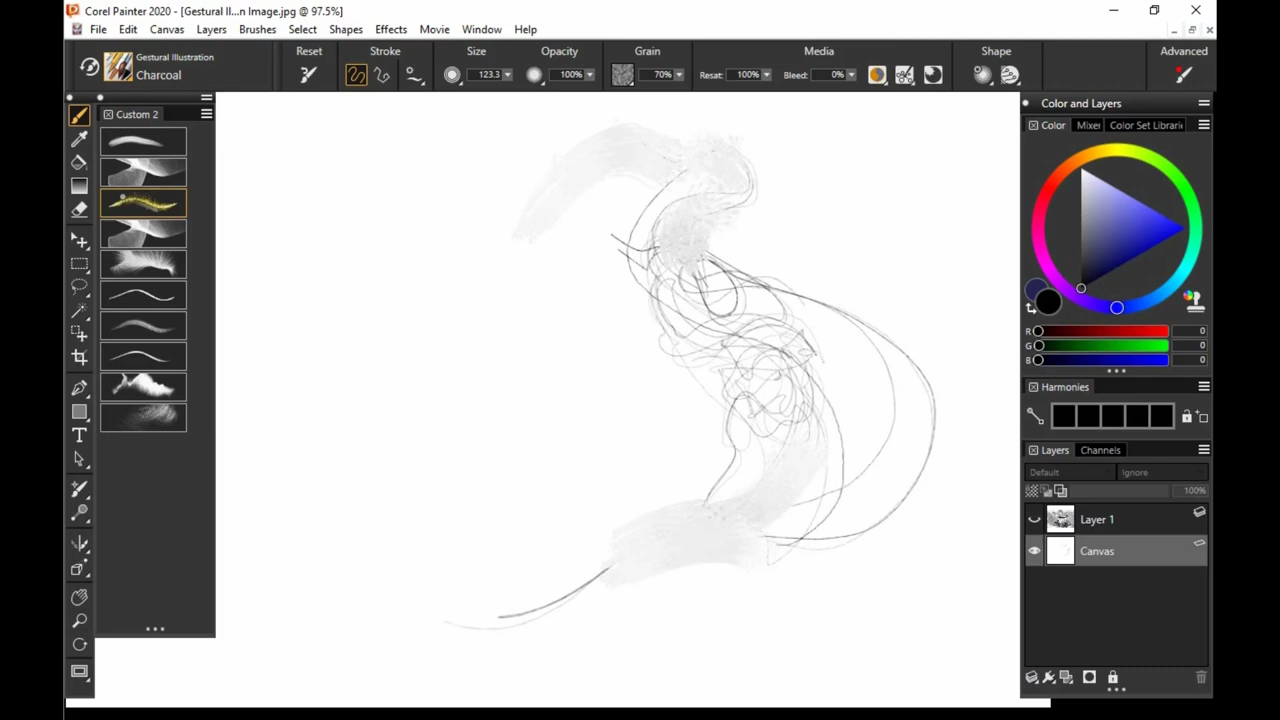 Corel Painter 2020 - [Gestural Il...n Image.jpg @ 97.5%]
File Edit Canvas Layers Brushes Select Shapes Effects Movie Window Help
Gestural Illustration
Charcoal
Reset Stroke Size Opacity Grain Media Shape Advanced
123.3 100% 70% Resat: 100% Bleed: 0%
Custom 2
Color and Layers
Color Mixer Color Set Librari
R 0
G 0
B 0
Harmonies
Layers Channels
Default Ignore
100%
Layer 1
Canvas
T